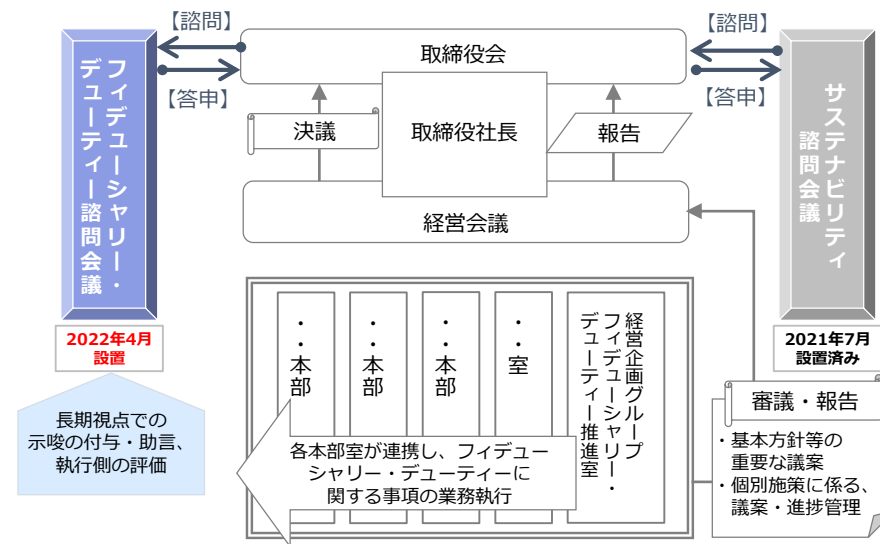 【諮問】
【答申】
取締役会
【諮問】
【答申】
フィデューシャリー・
デューティー諮問会議
2022年4月
設置
長期視点での
示唆の付与・助言、
執行側の評価
決議
取締役社長
報告
経営会議
サステナビリティ
諮問会議
2021年7月
設置済み
・・本部
・・本部
・・本部
・・室
経営企画グループ
フィデューシャリー・
デューティー推進室
各本部室が連携し、フィデュー
シャリー・デューティーに
関する事項の業務執行
審議・報告
・基本方針等の
重要な議案
・個別施策に係る、
議案・進捗管理